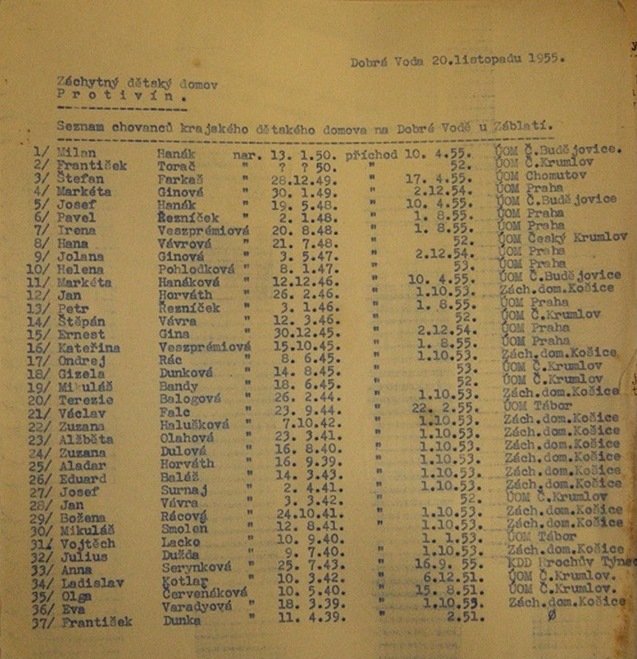 Dobrá Voda 20.listopadu 1955.
Záchytný dětský domov
P r o t i v í n .
Seznam chovanců krajského dětského domova na Dobré Vodě u Záblatí.
1/ Milan Hanák nar. 13. 1.50. příchod 10. 4.55. ÚOM Č.Budějovice.
2/ František Torač " ? ? 50. " 52. ÚOM Č.Krumlov
3/ Štefan Farkaš " 28.12.49. " 17. 4.55. ÚOM Chomutov
4/ Markéta Ginová " 30. 1.49. " 2.12.54. ÚOM Praha
5/ Josef Hanák " 19. 5.48. " 10. 4.55. ÚOM Č.Budějovice
6/ Pavel Řezníček " 2. 1.48. " 1. 8.55. ÚOM Praha
7/ Irena Veszprémiová " 20. 8.48. " 1. 8.55. ÚOM Praha
8/ Hana Vávrová " 21. 7.48. " 52. ÚOM Český Krumlov
9/ Jolana Ginová " 3. 5.47. " 2.12.54. ÚOM Praha
10/ Helena Pohlodková " 8. 1.47. " 53. ÚOM Praha
11/ Markéta Hanáková " 12.12.46. " 10. 4.55. ÚOM Č.Budějovice
12/ Jan Horváth " 26. 2.46. " 1.10.53. Zách.dom.Košice
13/ Petr Řezníček " 3. 1.46. " 1. 8.55. ÚOM Praha
14/ Štěpán Vávra " 12. 3.46. " 52. ÚOM Č.Krumlov
15/ Ernest Gina " 30.12.45. " 2.12.54. ÚOM Praha
16/ Kateřina Veszprémiová " 15.10.45. " 1. 8.55. ÚOM Praha
17/ Ondrej Rác " 8. 6.45. " 1.10.53. Zách.dom.Košice
18/ Gizela Dunková " 14. 8.45. " 53. ÚOM Č.Krumlov
19/ Mikuláš Bandy " 18. 6.45. " 52. ÚOM Č.Krumlov
20/ Terezie Balogová " 26. 2.44. " 1.10.53. Zách.dom.Košice
21/ Václav Falc " 23. 9.44. " 22. 2.55. ÚOM Tábor
22/ Zuzana Halušková " 7.10.42. " 1.10.53. Zách.dom.Košice
23/ Alžběta Olahová " 23. 3.41. " 1.10.53. Zách.dom.Košice
24/ Zuzana Dulová " 16. 8.40. " 1.10.53. Zách.dom.Košice
25/ Aladar Horváth " 16. 9.39. " 1.10.53. Zách.dom.Košice
26/ Eduard Baláž " 14. 3.43. " 1.10.53. Zách.dom.Košice
27/ Josef Surnaj " 2. 4.41. " 1.10.53. Zách.dom.Košice
28/ Jan Vávra " 3. 3.42. " 52. ÚOM Č.Krumlov
29/ Božena Rácová " 24.10.41. " 1.10.53. Zách.dom.Košice
30/ Mikuláš Smolen " 12. 8.41. " 1.10.53. Zách.dom.Košice
31/ Vojtěch Lacko " 10. 9.40. " 1. 1.53. ÚOM Tábor
32/ Julius Dužda " 9. 7.40. " 1.10.53. Zách.dom.Košice
33/ Anna Serynková " 25. 7.43. " 16.9. 55. KDD Hrochův Týnec
34/ Ladislav Kotlar " 10. 3.42. " 6.12.51. ÚOM Č.Krumlov.
35/ Olga Červenáková " 10. 5.40. " 15. 8.51. ÚOM Č.Krumlov.
36/ Eva Varadyová " 18. 3.39. " 1.10.53. Zách.dom.Košice
37/ František Dunka " 11. 4.39. " 2.51. ø